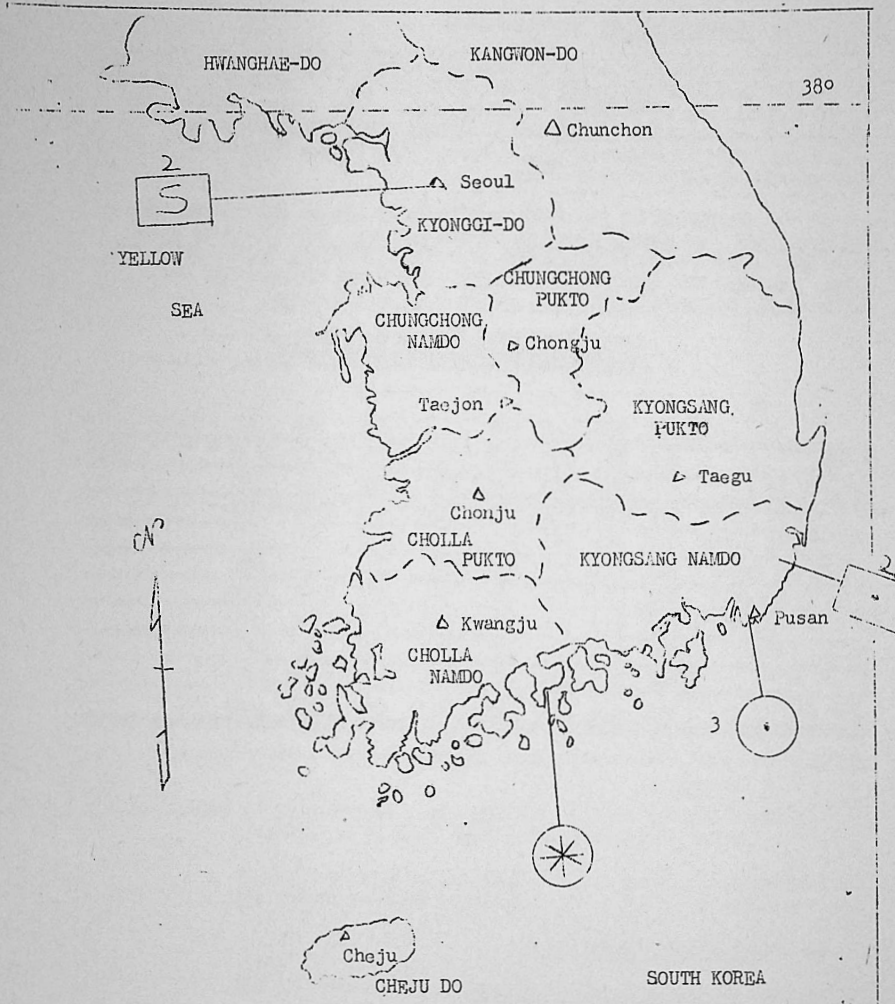 HWANGHAE-DO
KANGWON-DO
38°
Chunchon
2
S
Seoul
KYONGGI-DO
YELLOW
SEA
CHUNGCHONG
PUKTO
CHUNGCHONG
NAMDO
Chongju
Taejon
KYONGSANG
PUKTO
Taegu
Chonju
CHOLLA
PUKTO
KYONGSANG NAMDO
N
2
Pusan
Kwangju
CHOLLA
NAMDO
3
Cheju
CHEJU DO
SOUTH KOREA